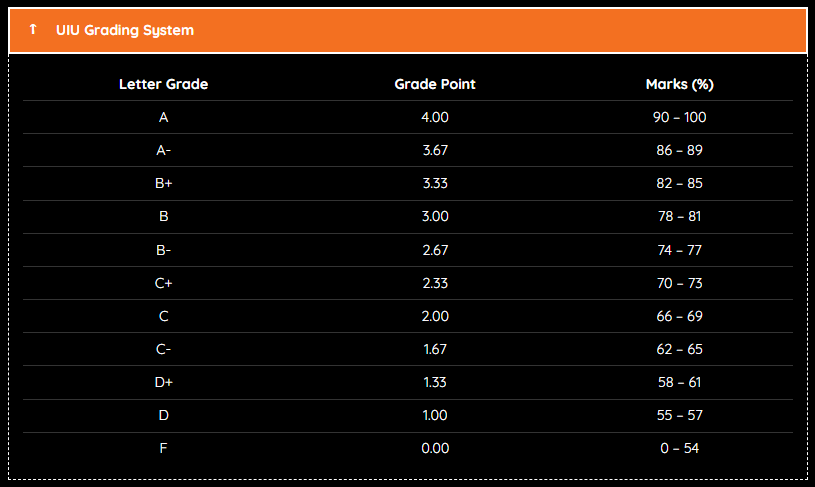 ↑ UIU Grading System
Letter Grade Grade Point Marks (%)
A 4.00 90 – 100
A- 3.67 86 – 89
B+ 3.33 82 – 85
B 3.00 78 – 81
B- 2.67 74 – 77
C+ 2.33 70 – 73
C 2.00 66 – 69
C- 1.67 62 – 65
D+ 1.33 58 – 61
D 1.00 55 – 57
F 0.00 0 – 54